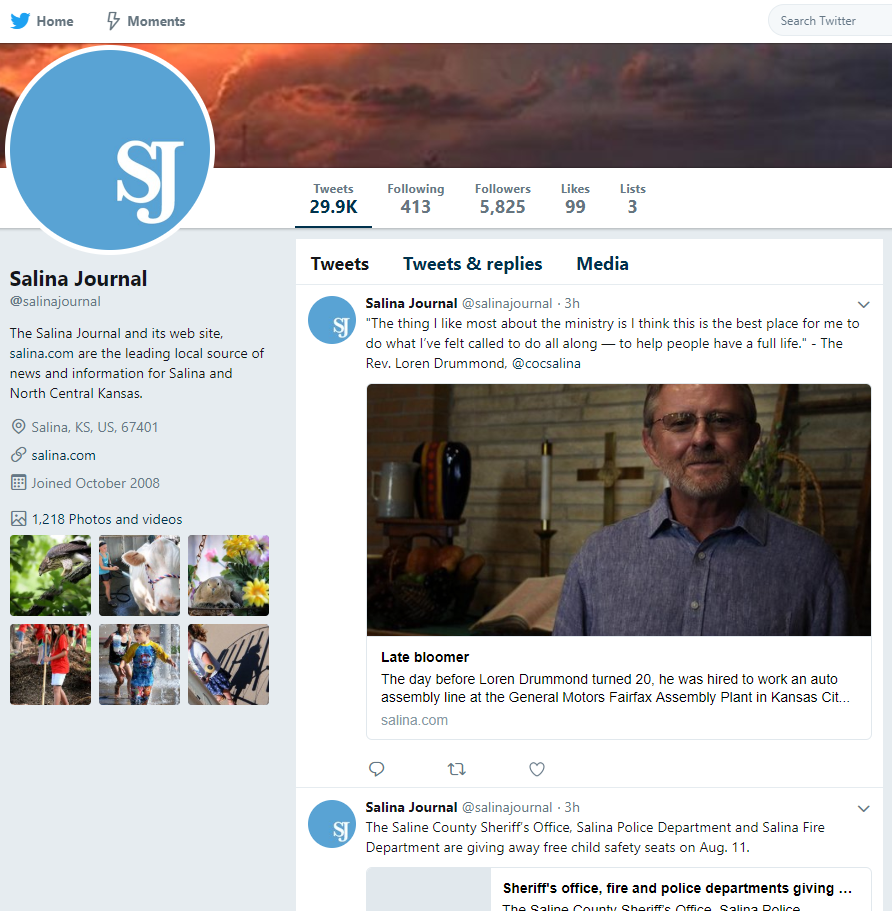 Home
Moments
Search Twitter
SJ
Tweets Following Followers Likes Lists
29.9K 413 5,825 99 3
Salina Journal
@salinajournal
The Salina Journal and its web site,
salina.com are the leading local source of
news and information for Salina and
North Central Kansas.
Salina, KS, US, 67401
salina.com
Joined October 2008
1,218 Photos and videos
Tweets Tweets & replies Media
SJ
Salina Journal @salinajournal · 3h
"The thing I like most about the ministry is I think this is the best place for me to
do what I've felt called to do all along — to help people have a full life." - The
Rev. Loren Drummond, @cocsalina
Late bloomer
The day before Loren Drummond turned 20, he was hired to work an auto
assembly line at the General Motors Fairfax Assembly Plant in Kansas Cit...
salina.com
SJ
Salina Journal @salinajournal · 3h
The Saline County Sheriff's Office, Salina Police Department and Salina Fire
Department are giving away free child safety seats on Aug. 11.
Sheriff's office, fire and police departments giving ...
The Saline County Sheriff's Office, Salina Police